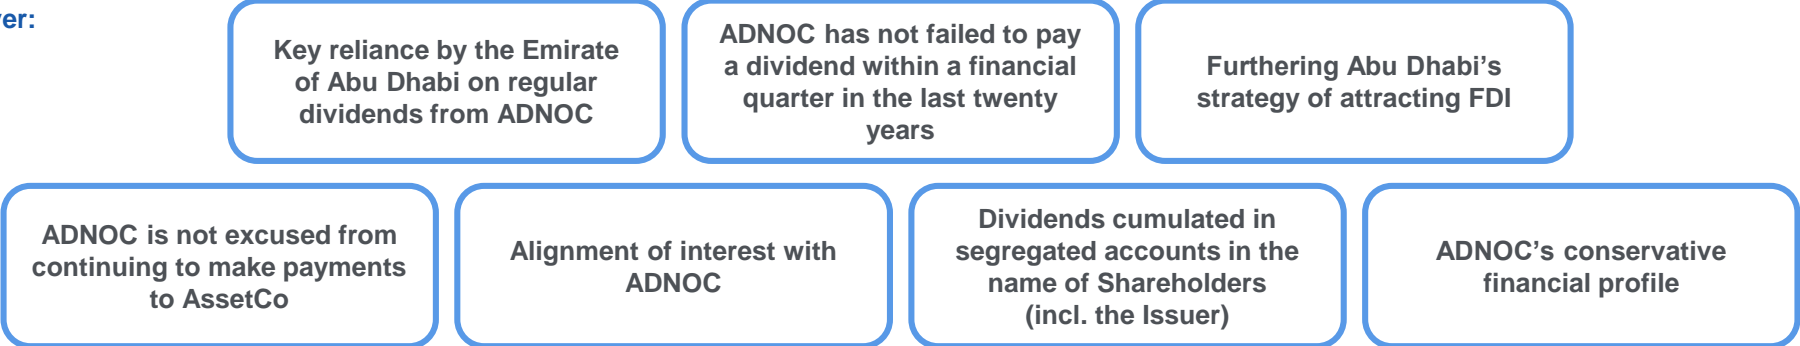 Key reliance by the Emirate
of Abu Dhabi on regular
dividends from ADNOC
ADNOC has not failed to pay
a dividend within a financial
quarter in the last twenty
years
Furthering Abu Dhabi's
strategy of attracting FDI
ADNOC is not excused from
continuing to make payments
to AssetCo
Alignment of interest with
ADNOC
Dividends cumulated in
segregated accounts in the
name of Shareholders
(incl. the Issuer)
ADNOC's conservative
financial profile